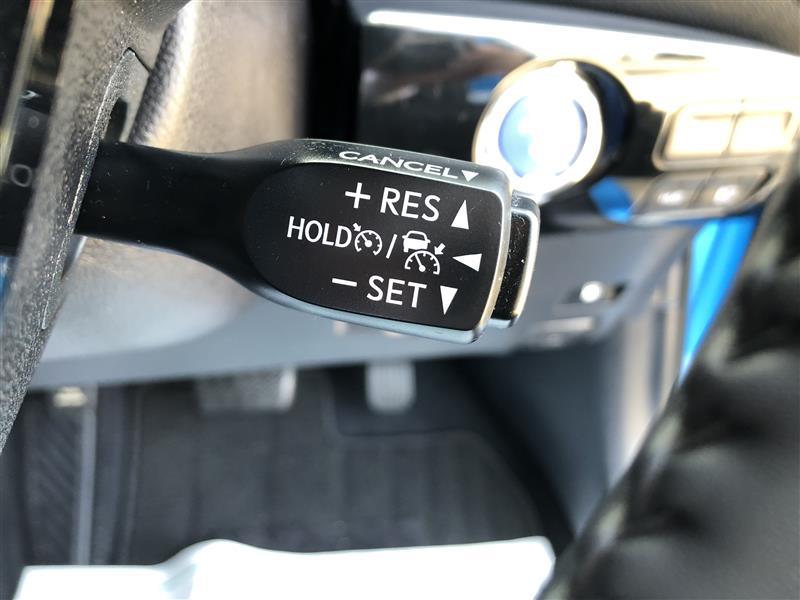 CANCEL▼
+ RES ▲
HOLD / ◀
− SET ▼